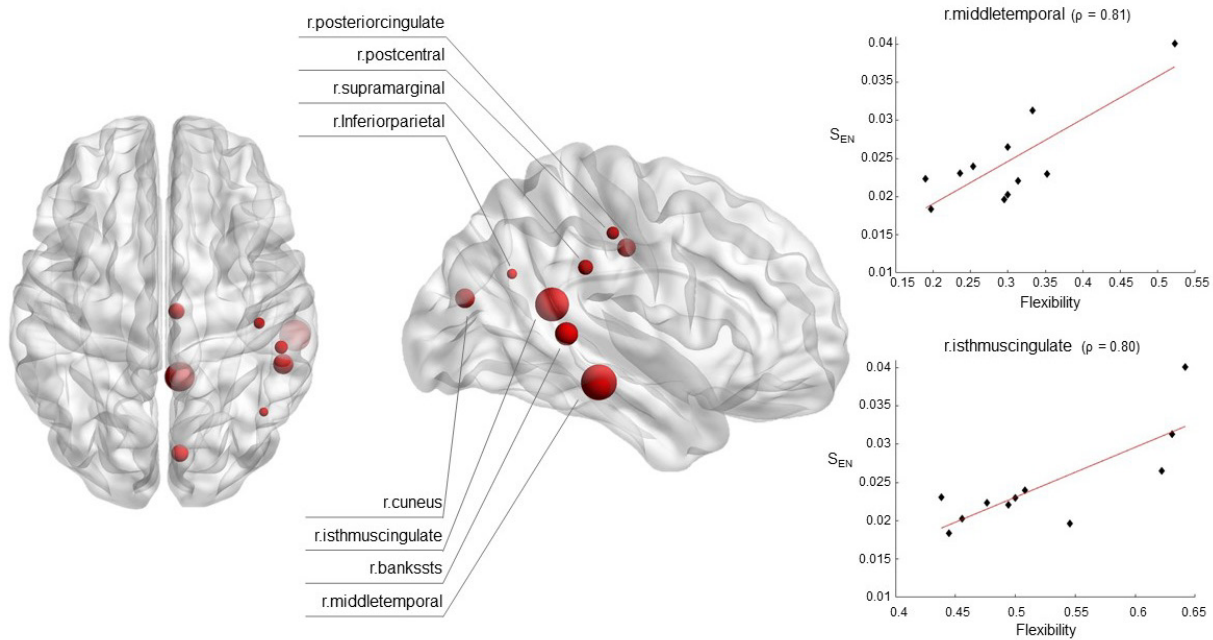 r.posteriorcingulate
r.postcentral
r.supramarginal
r.Inferiorparietal
r.cuneus
r.isthmuscingulate
r.bankssts
r.middletemporal
r.middletemporal (ρ = 0.81)
0.04
0.035
0.03
S_EN
0.025
0.02
0.015
0.01
0.15 0.2 0.25 0.3 0.35 0.4 0.45 0.5 0.55
Flexibility
r.isthmuscingulate (ρ = 0.80)
0.04
0.035
0.03
S_EN
0.025
0.02
0.015
0.01
0.4 0.45 0.5 0.55 0.6 0.65
Flexibility